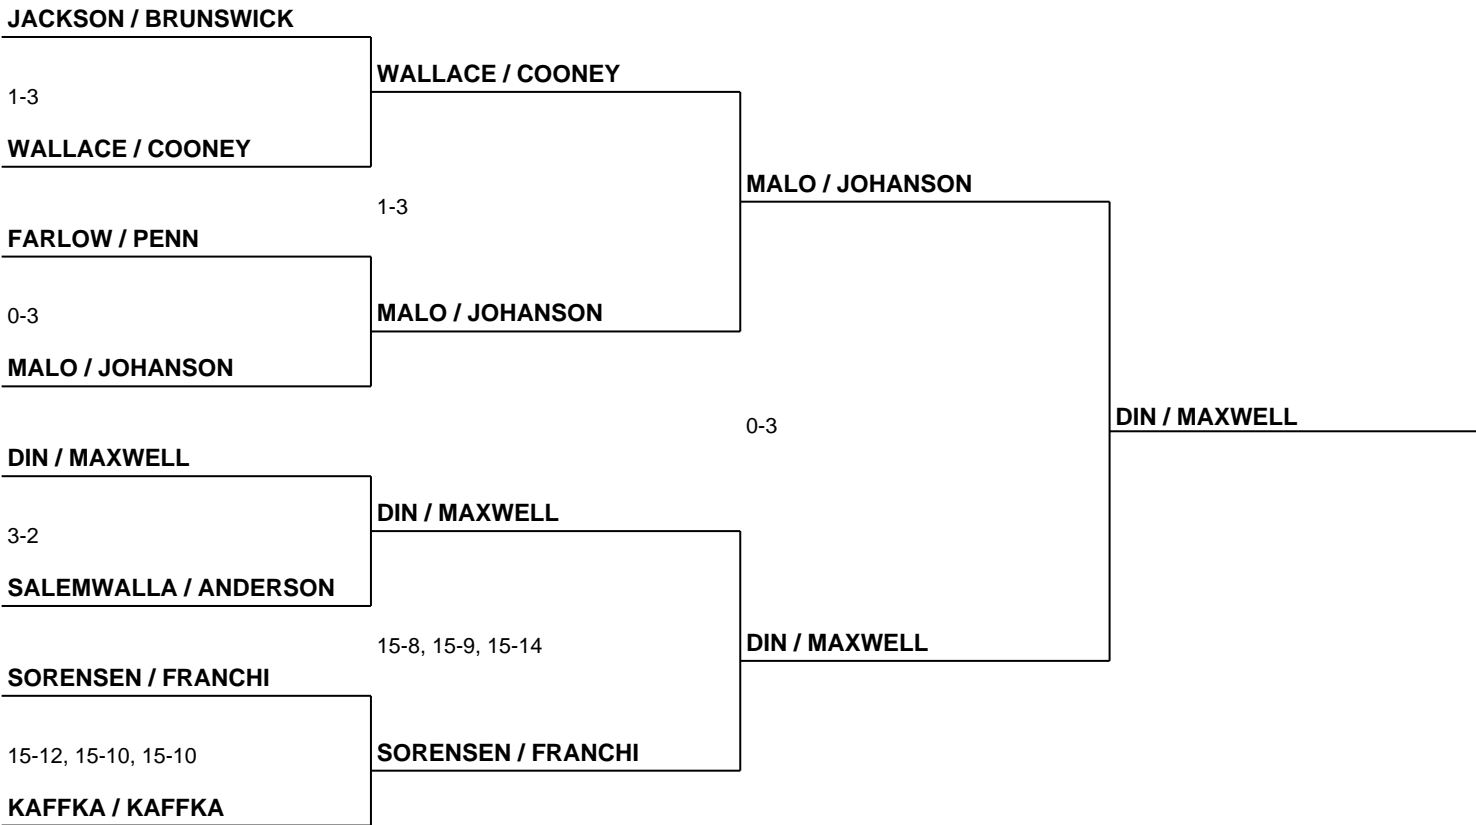 JACKSON / BRUNSWICK
1-3
WALLACE / COONEY
FARLOW / PENN
0-3
MALO / JOHANSON
DIN / MAXWELL
3-2
SALEMWALLA / ANDERSON
SORENSEN / FRANCHI
15-12, 15-10, 15-10
KAFFKA / KAFFKA
WALLACE / COONEY
1-3
MALO / JOHANSON
DIN / MAXWELL
15-8, 15-9, 15-14
SORENSEN / FRANCHI
MALO / JOHANSON
0-3
DIN / MAXWELL
DIN / MAXWELL